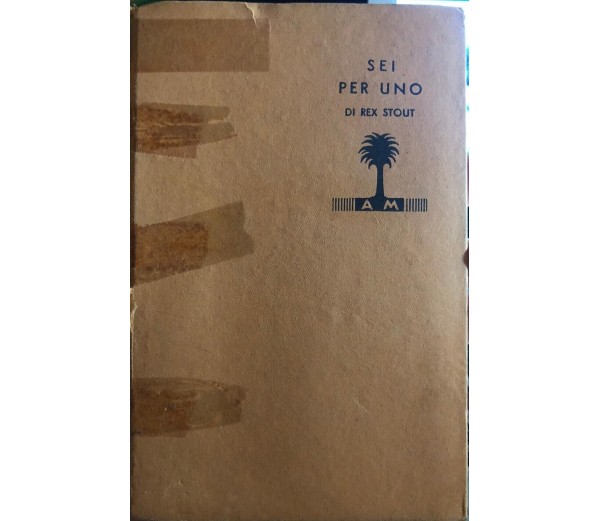 SEI
PER UNO
DI REX STOUT
A M